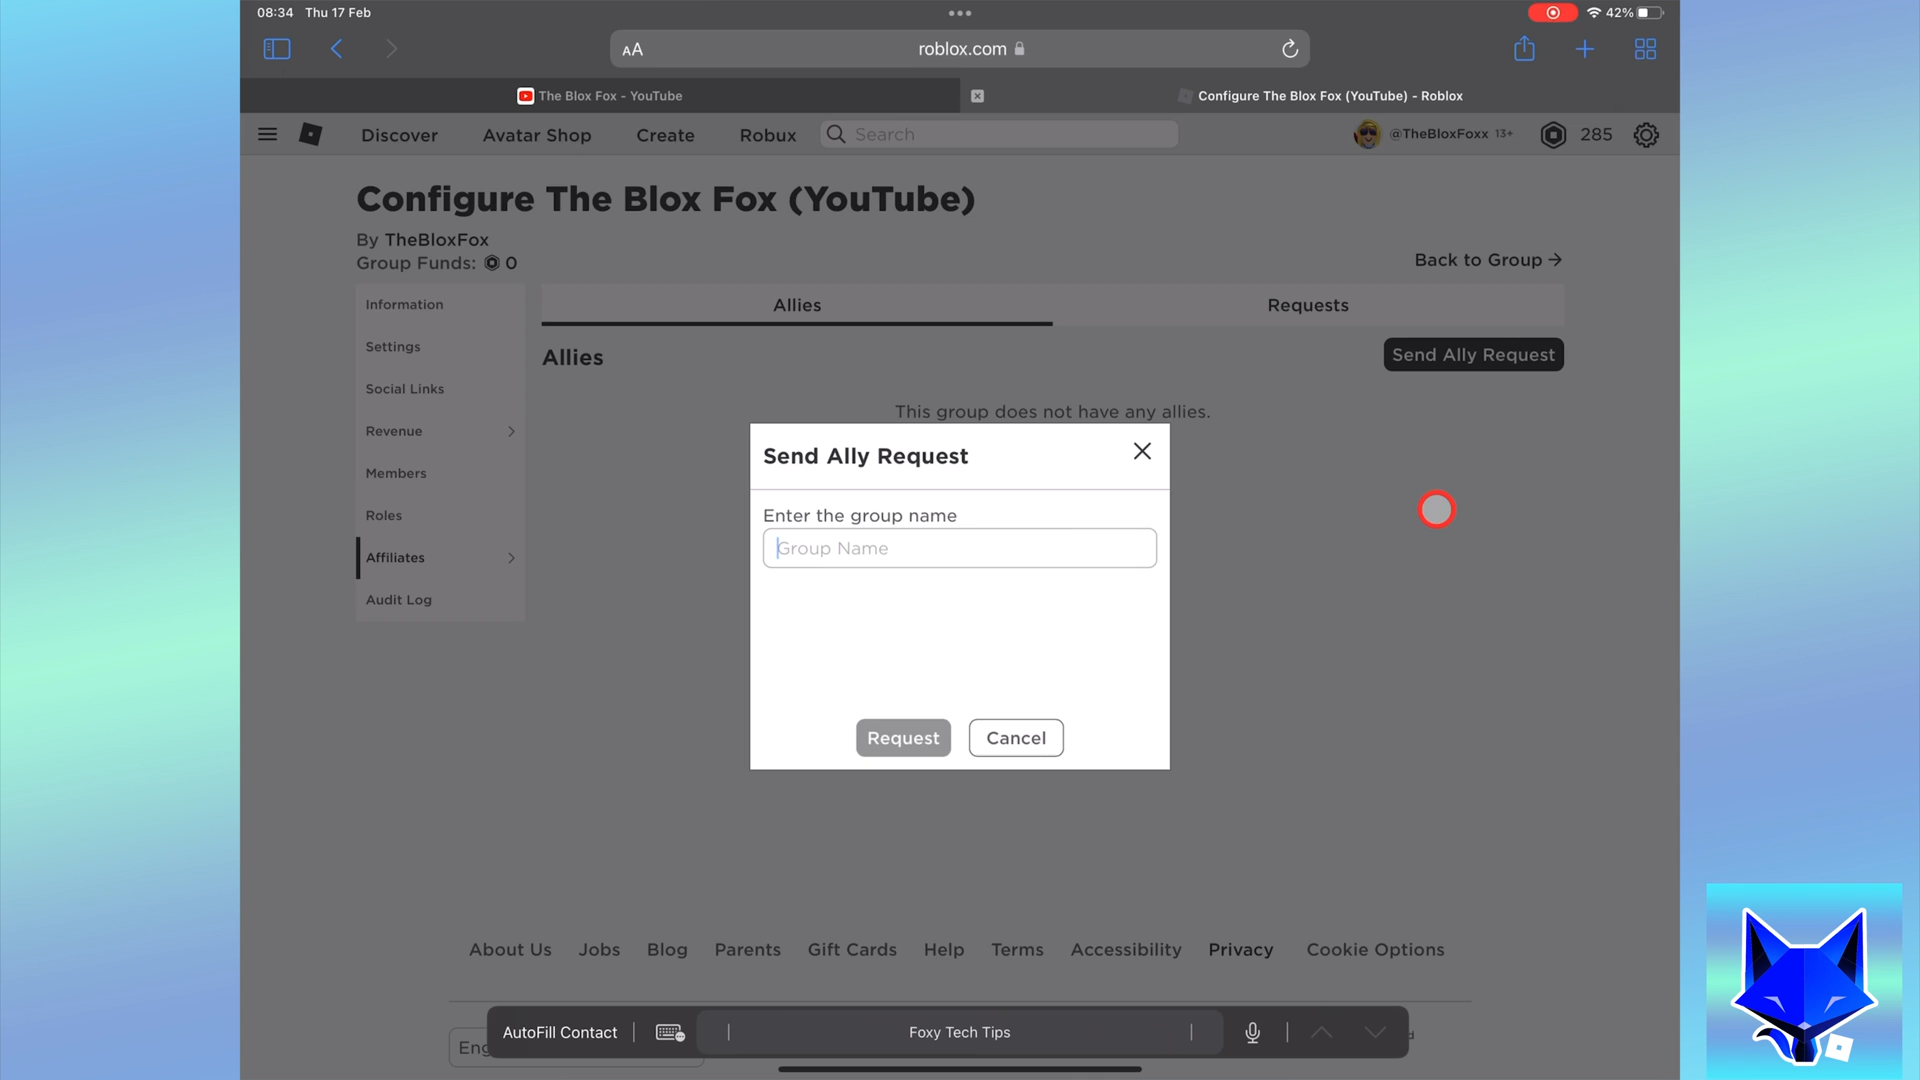 08:34 Thu 17 Feb
42%
AA
roblox.com
The Blox Fox - YouTube
Configure The Blox Fox (YouTube) - Roblox
Discover
Avatar Shop
Create
Robux
Search
@TheBloxFoxx 13+
285
Configure The Blox Fox (YouTube)
By TheBloxFox
Group Funds: 0
Back to Group
Information
Settings
Social Links
Revenue
Members
Roles
Affiliates
Audit Log
Allies
Requests
Allies
Send Ally Request
This group does not have any allies.
Send Ally Request
Enter the group name
Group Name
Request
Cancel
About Us Jobs Blog Parents Gift Cards Help Terms Accessibility Privacy Cookie Options
AutoFill Contact
Foxy Tech Tips
Eng